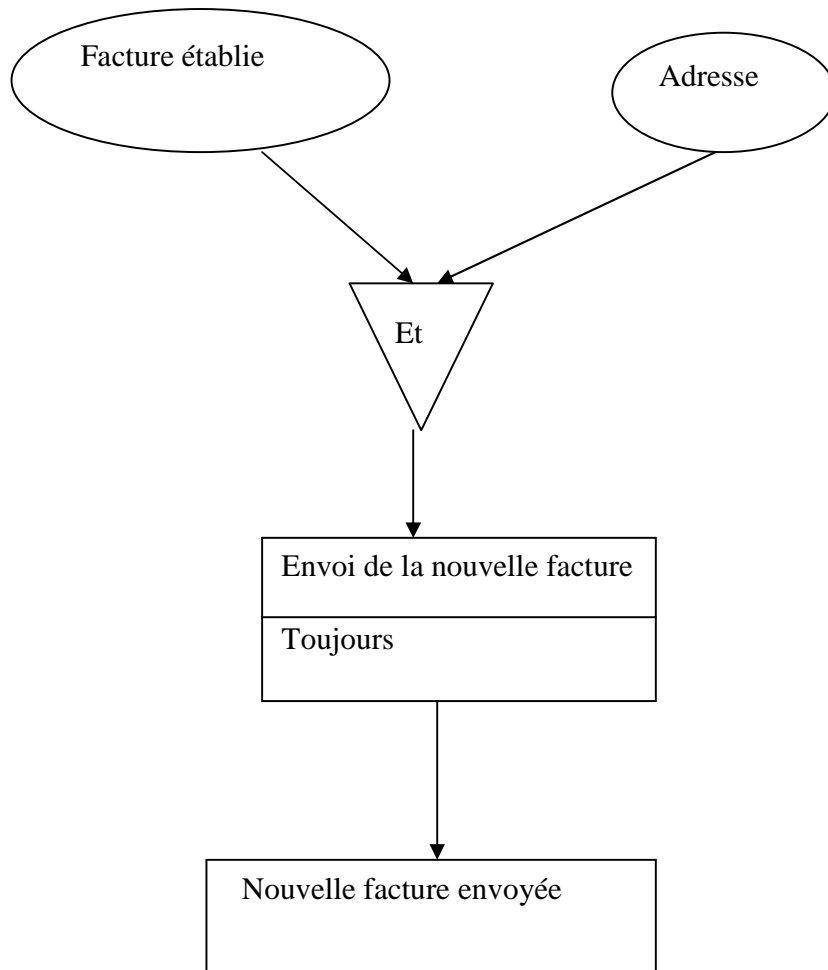 Facture établie
Adresse
Et
Envoi de la nouvelle facture
Toujours
Nouvelle facture envoyée